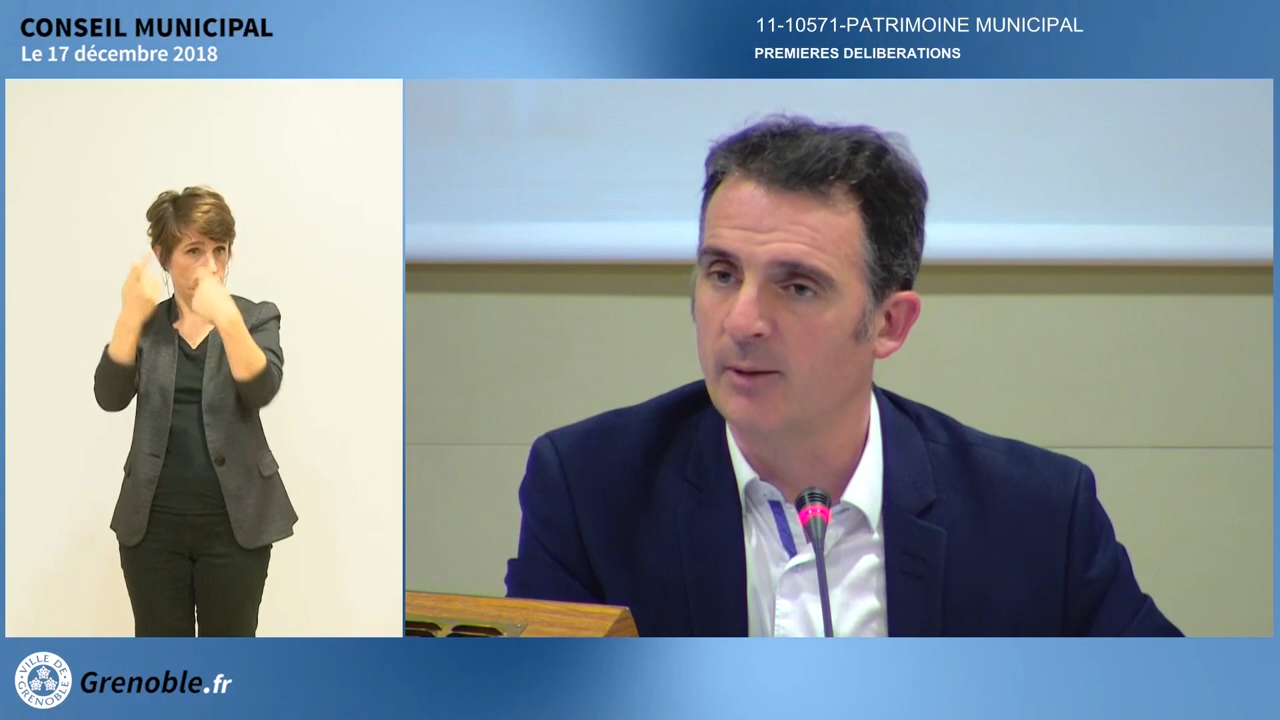 CONSEIL MUNICIPAL
Le 17 décembre 2018
11-10571-PATRIMOINE MUNICIPAL
PREMIERES DELIBERATIONS
VILLE DE GRENOBLE
Grenoble.fr